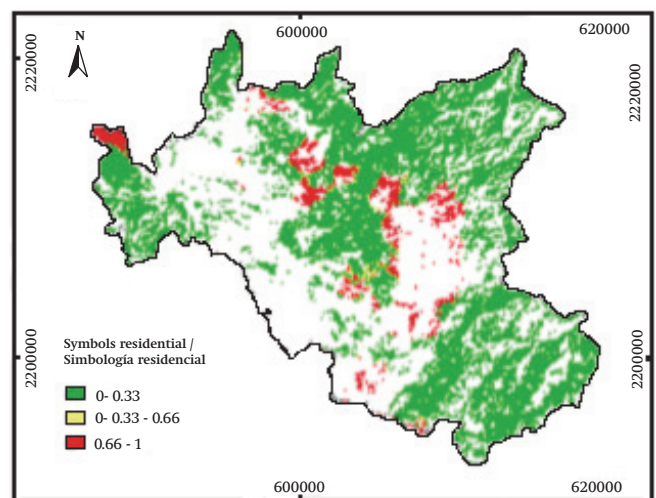 600000
620000
2220000
N
2220000
2200000
2200000
Symbols residential /
Simbología residencial
0- 0.33
0- 0.33 - 0.66
0.66 - 1
600000
620000